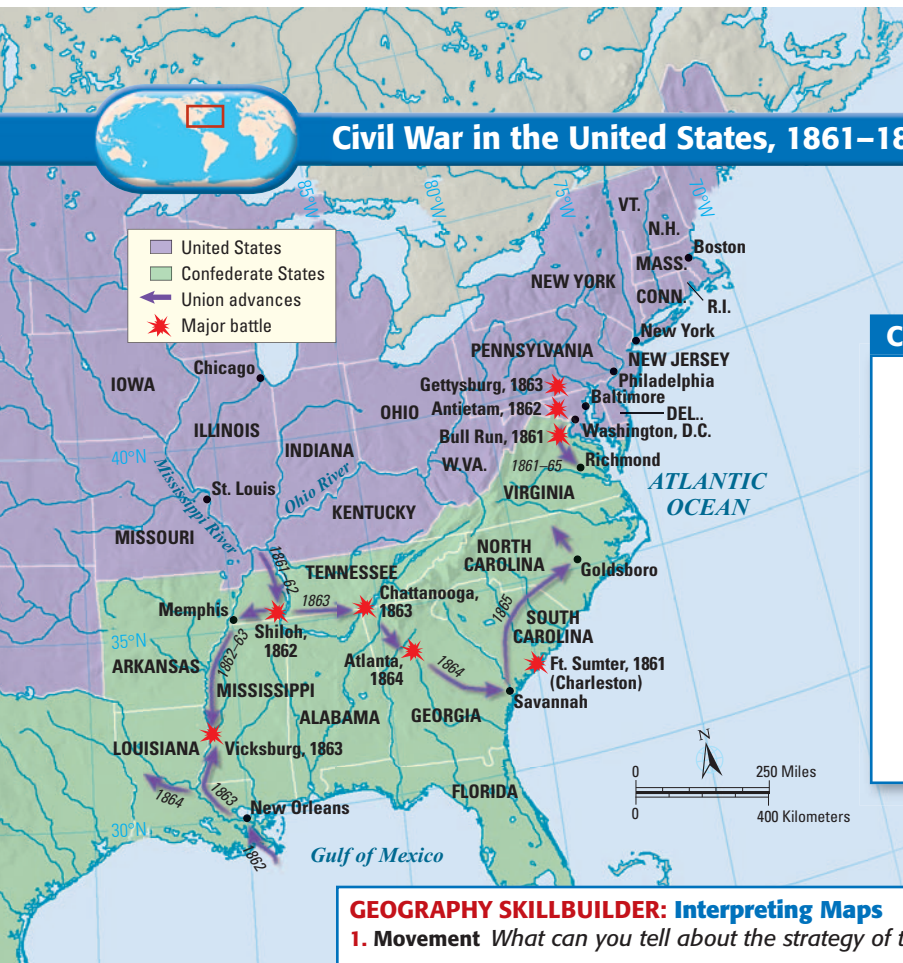 Civil War in the United States, 1861–18
85°W
80°W
75°W
70°W
United States
Confederate States
Union advances
Major battle
VT.
N.H.
Boston
MASS.
NEW YORK
CONN.
R.I.
New York
PENNSYLVANIA
NEW JERSEY
Philadelphia
Chicago
IOWA
Gettysburg, 1863
Baltimore
OHIO
Antietam, 1862
DEL..
ILLINOIS
Bull Run, 1861
Washington, D.C.
INDIANA
40°N
W.VA.
1861–65
Richmond
Mississippi River
St. Louis
Ohio River
VIRGINIA
ATLANTIC
OCEAN
KENTUCKY
MISSOURI
1861–62
TENNESSEE
NORTH
CAROLINA
Goldsboro
Memphis
1863
Chattanooga,
1863
1865
Shiloh,
1862
SOUTH
CAROLINA
35°N
1862–63
ARKANSAS
Atlanta,
1864
1864
Ft. Sumter, 1861
(Charleston)
MISSISSIPPI
Savannah
ALABAMA
GEORGIA
LOUISIANA
Vicksburg, 1863
N
1864
1863
New Orleans
FLORIDA
0
250 Miles
0
400 Kilometers
30°N
1862
Gulf of Mexico
C
GEOGRAPHY SKILLBUILDER: Interpreting Maps
1. Movement What can you tell about the strategy of t